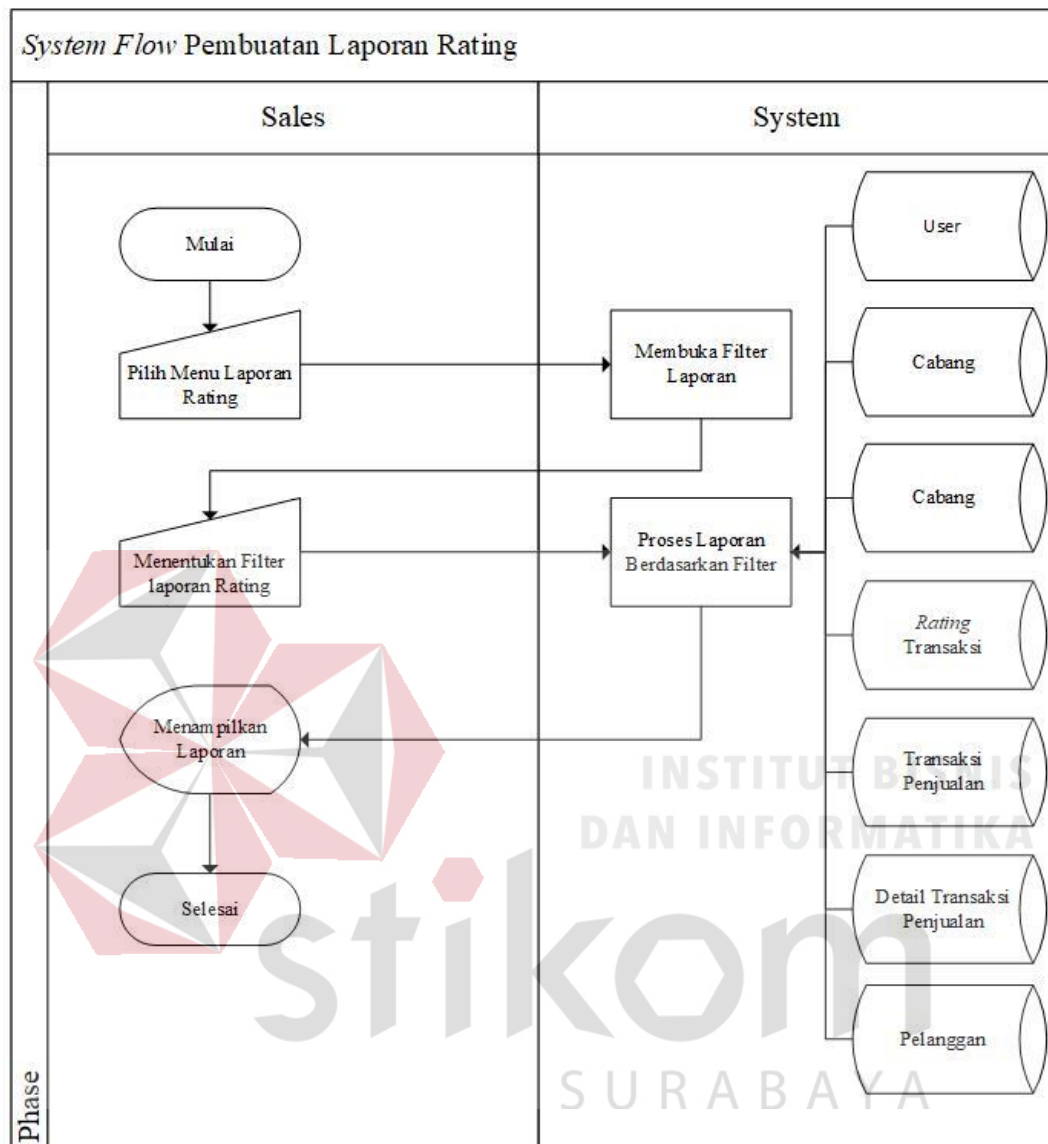 System Flow Pembuatan Laporan Rating
Sales
System
Mulai
User
Pilih Menu Laporan
Rating
Membuka Filter
Laporan
Cabang
Menentukan Filter
laporan Rating
Proses Laporan
Berdasarkan Filter
Cabang
Rating
Transaksi
Menampilkan
Laporan
Transaksi
Penjualan
Selesai
Detail Transaksi
Penjualan
Pelanggan
Phase
INSTITUT BISNIS
DAN INFORMATIKA
stikom
SURABAYA